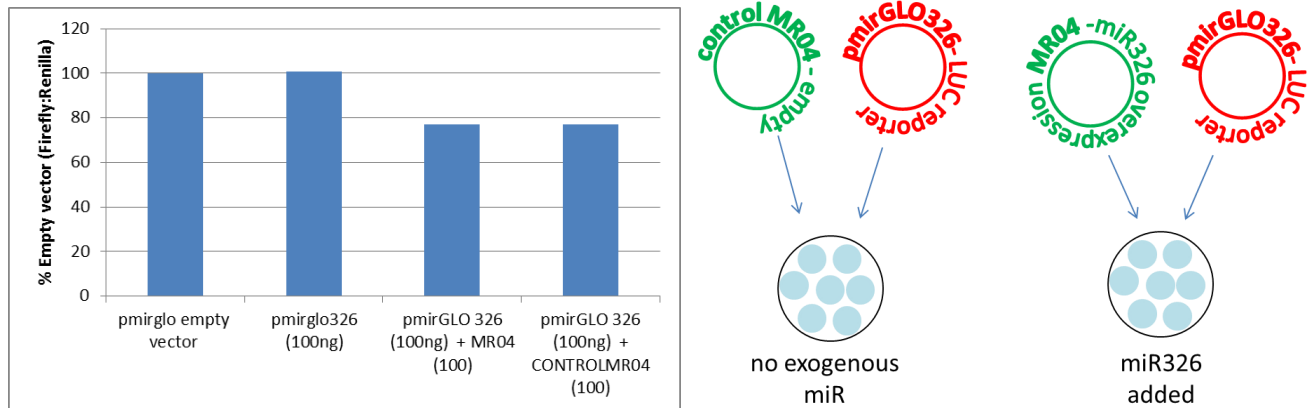 % Empty vector (Firefly:Renilla)
120
100
80
60
40
20
0
pmirglo empty
vector
pmirglo326
(100ng)
pmirGLO 326
(100ng) + MR04
(100)
pmirGLO 326
(100ng) +
CONTROLMR04
(100)
control MR04 - empty
pmirGLO326- LUC reporter
no exogenous
miR
MR04 -miR326 overexpression
pmirGLO326- LUC reporter
miR326
added